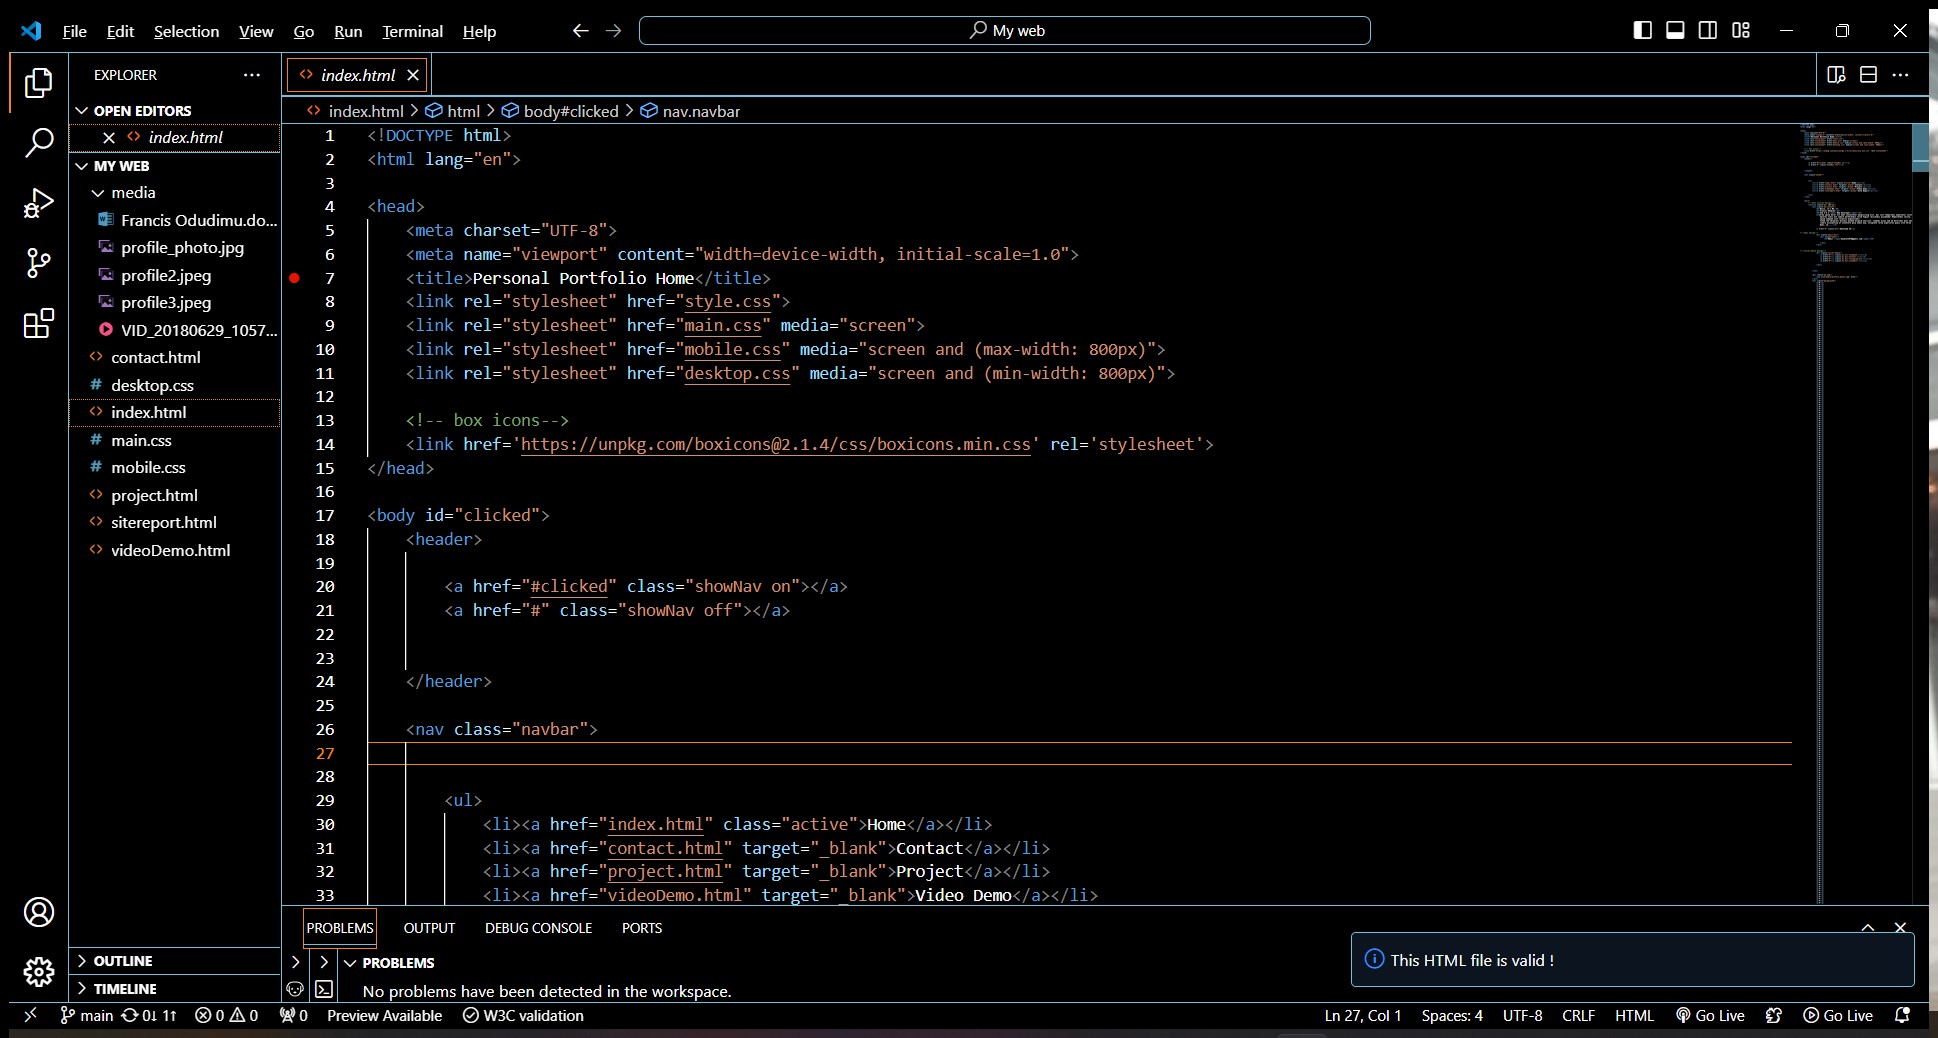 File Edit Selection View Go Run Terminal Help
My web
EXPLORER
OPEN EDITORS
index.html
MY WEB
media
Francis Odudimu.do...
profile_photo.jpg
profile2.jpeg
profile3.jpeg
VID_20180629_1057...
contact.html
desktop.css
index.html
main.css
mobile.css
project.html
sitereport.html
videoDemo.html
OUTLINE
TIMELINE
index.html
index.html > html > body#clicked > nav.navbar
1 <!DOCTYPE html>
2 <html lang="en">
3
4 <head>
5 <meta charset="UTF-8">
6 <meta name="viewport" content="width=device-width, initial-scale=1.0">
7 <title>Personal Portfolio Home</title>
8 <link rel="stylesheet" href="style.css">
9 <link rel="stylesheet" href="main.css" media="screen">
10 <link rel="stylesheet" href="mobile.css" media="screen and (max-width: 800px)">
11 <link rel="stylesheet" href="desktop.css" media="screen and (min-width: 800px)">
12
13 <!-- box icons-->
14 <link href='https://unpkg.com/boxicons@2.1.4/css/boxicons.min.css' rel='stylesheet'>
15 </head>
16
17 <body id="clicked">
18 <header>
19
20 <a href="#clicked" class="showNav on"></a>
21 <a href="#" class="showNav off"></a>
22
23
24 </header>
25
26 <nav class="navbar">
27
28
29 <ul>
30 <li><a href="index.html" class="active">Home</a></li>
31 <li><a href="contact.html" target="_blank">Contact</a></li>
32 <li><a href="project.html" target="_blank">Project</a></li>
33 <li><a href="videoDemo.html" target="_blank">Video Demo</a></li>
PROBLEMS OUTPUT DEBUG CONSOLE PORTS
PROBLEMS
No problems have been detected in the workspace.
This HTML file is valid !
main 0↓ 1↑ 0 0 0 Preview Available W3C validation Ln 27, Col 1 Spaces: 4 UTF-8 CRLF HTML Go Live Go Live